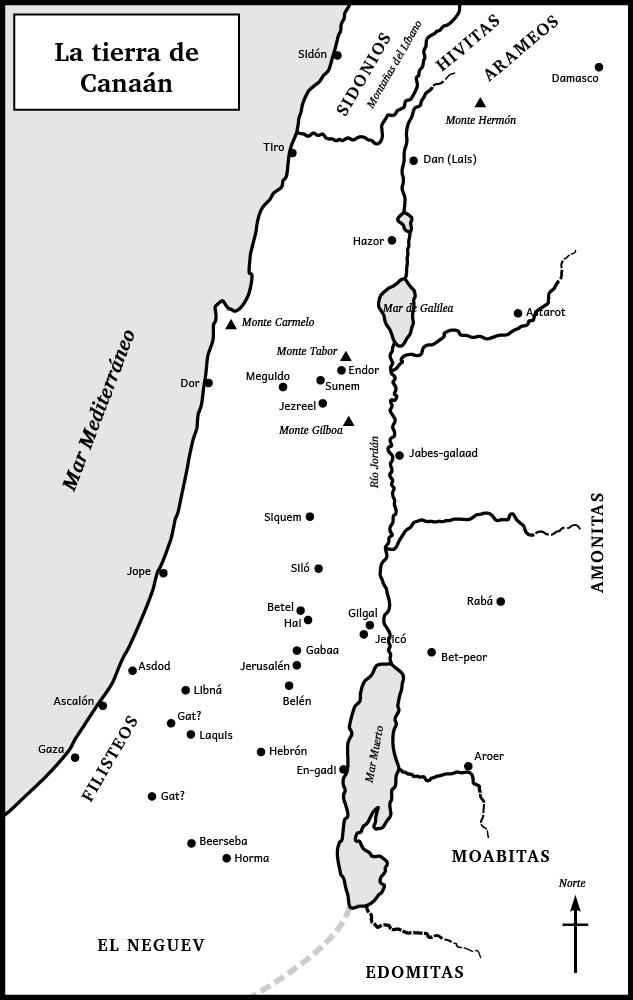 La tierra de
Canaán
Sidón
SIDONIOS
Montañas del Líbano
HIVITAS
ARAMEOS
Damasco
Monte Hermón
Tiro
Dan (Lais)
Hazor
Mar de Galilea
Astarot
Monte Carmelo
Monte Tabor
Endor
Meguido
Sunem
Dor
Jezreel
Monte Gilboa
Mar Mediterráneo
Río Jordán
Jabes-galaad
Siquem
AMONITAS
Jope
Siló
Betel
Hai
Gilgal
Rabá
Jericó
Gabaa
Bet-peor
Asdod
Jerusalén
Libná
Belén
Ascalón
Gat?
Laquis
Gaza
FILISTEOS
Hebrón
En-gadi
Mar Muerto
Aroer
Gat?
Beerseba
Horma
MOABITAS
Norte
EL NEGUEV
EDOMITAS